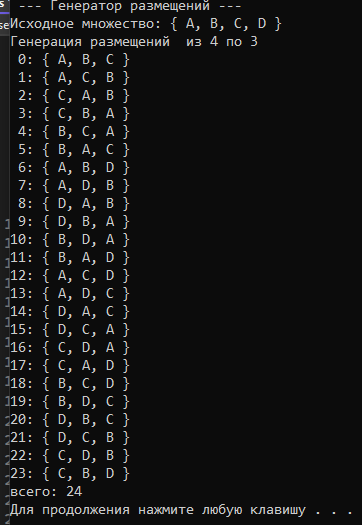 --- Генератор размещений ---
Исходное множество: { A, B, C, D }
Генерация размещений  из 4 по 3
 0: { A, B, C }
 1: { A, C, B }
 2: { C, A, B }
 3: { C, B, A }
 4: { B, C, A }
 5: { B, A, C }
 6: { A, B, D }
 7: { A, D, B }
 8: { D, A, B }
 9: { D, B, A }
10: { B, D, A }
11: { B, A, D }
12: { A, C, D }
13: { A, D, C }
14: { D, A, C }
15: { D, C, A }
16: { C, D, A }
17: { C, A, D }
18: { B, C, D }
19: { B, D, C }
20: { D, B, C }
21: { D, C, B }
22: { C, D, B }
23: { C, B, D }
всего: 24
Для продолжения нажмите любую клавишу . . .